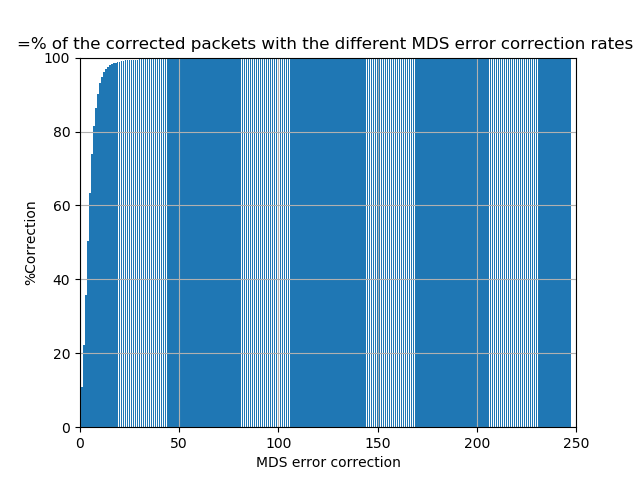 =% of the corrected packets with the different MDS error correction rates
100
80
60
40
20
0
%Correction
0 50 100 150 200 250
MDS error correction